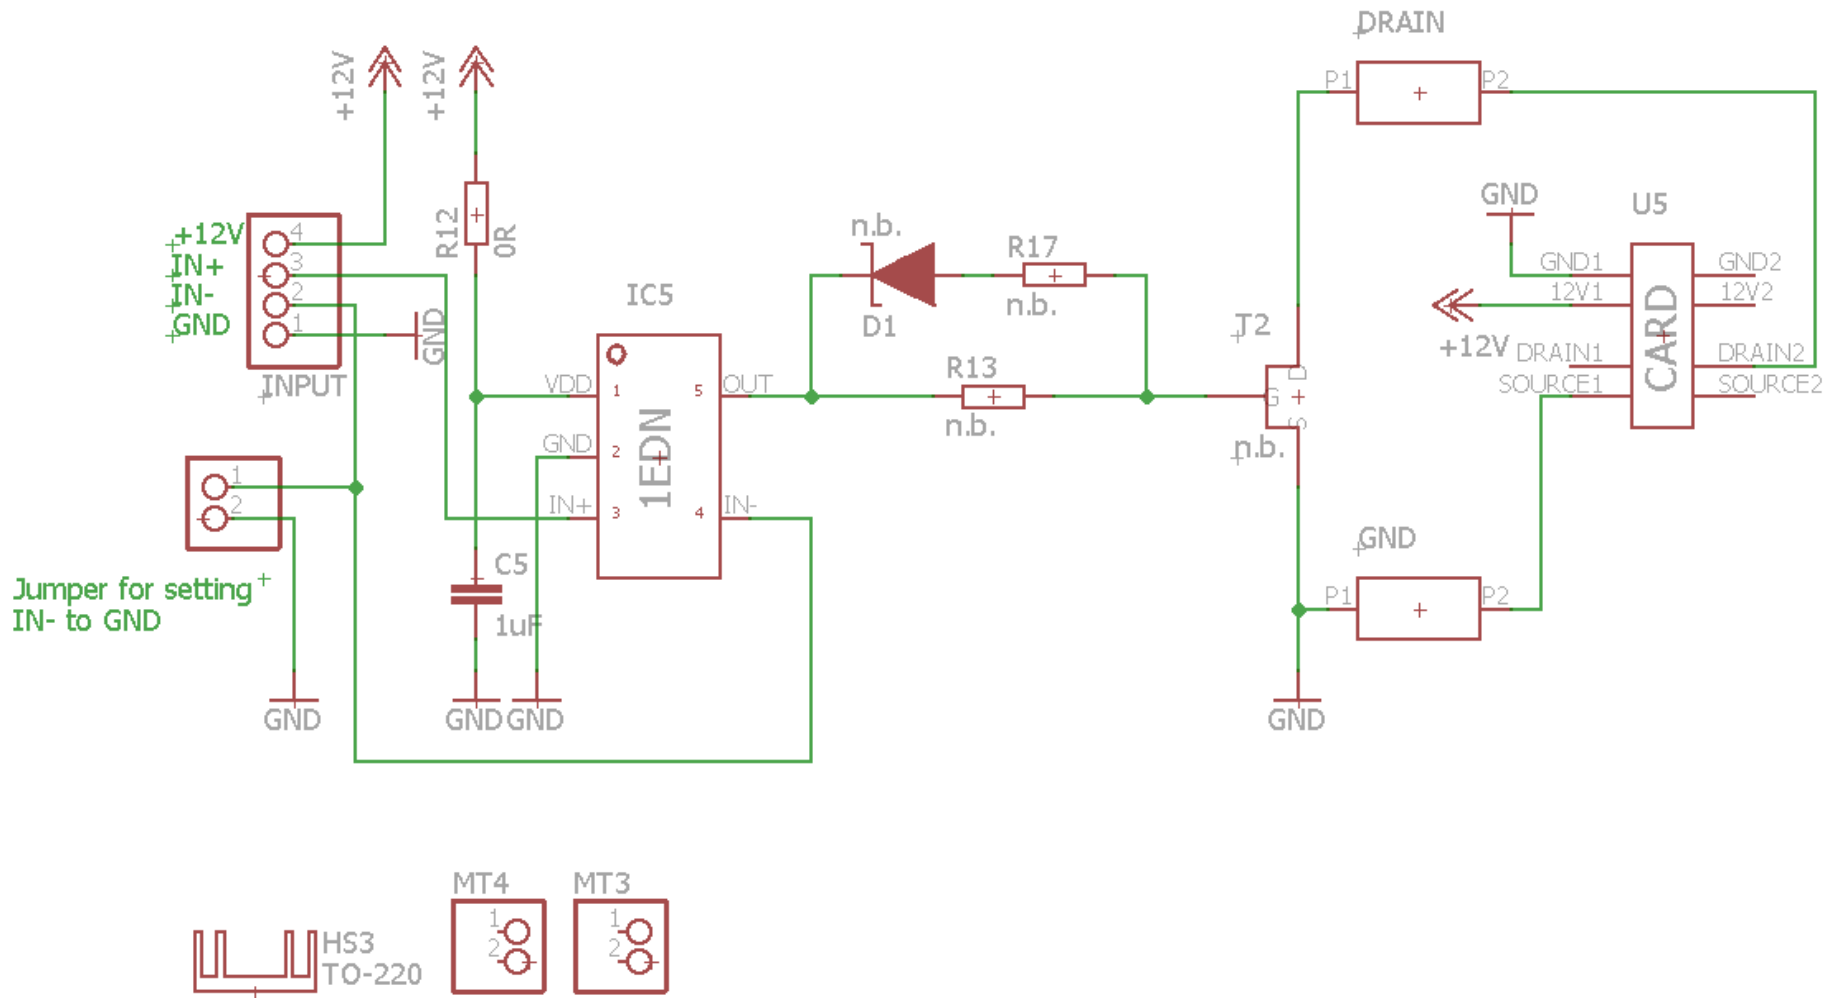 DRAIN
+12V
+12V
P1
P2
GND
U5
R12
0R
+12V
4
IN+
3
IN-
2
GND
1
GND
INPUT
n.b.
D1
R17
n.b.
IC5
T2
GND1
GND2
12V1
12V2
+12V
DRAIN1
DRAIN2
SOURCE1
SOURCE2
CARD
R13
n.b.
VDD
1
5
OUT
GND
2
1EDN
IN+
3
4
IN-
G
D
S
n.b.
1
2
Jumper for setting
IN- to GND
C5
1uF
GND
P1
P2
GND
GND
GND
GND
MT4
MT3
1
2
1
2
HS3
TO-220